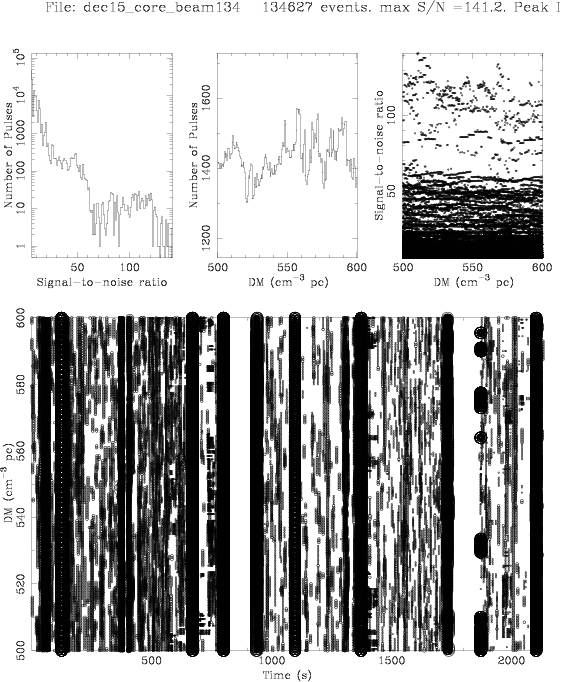 File: dec15_core_beam134 134627 events. max S/N =141.2. Peak
Number of Pulses
1 10 100 1000 10⁴ 10⁵
50 100
Signal-to-noise ratio
Number of Pulses
1200 1400 1600
500 550 600
DM (cm⁻³ pc)
Signal-to-noise ratio
50 100
500 550 600
DM (cm⁻³ pc)
DM (cm⁻³ pc)
500 520 540 560 580 600
500 1000 1500 2000
Time (s)